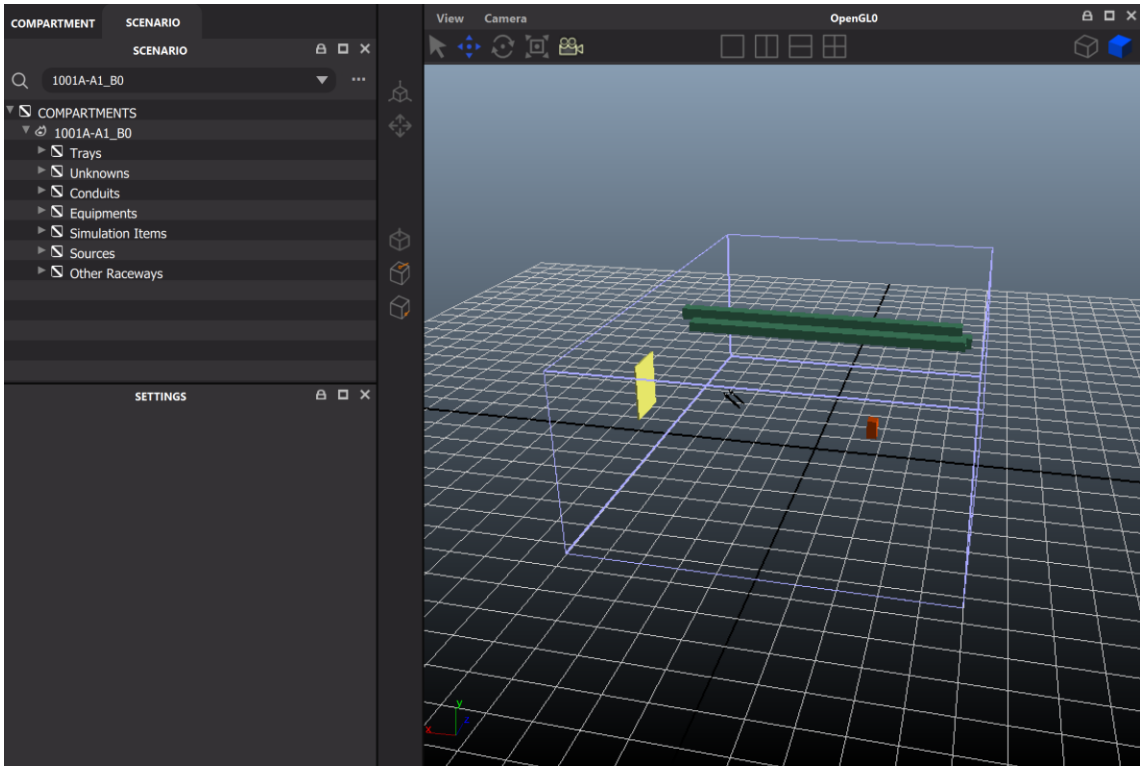 COMPARTMENT SCENARIO
SCENARIO
1001A-A1_B0
COMPARTMENTS
1001A-A1_B0
Trays
Unknowns
Conduits
Equipments
Simulation Items
Sources
Other Raceways
SETTINGS
View Camera OpenGL0
y
x z